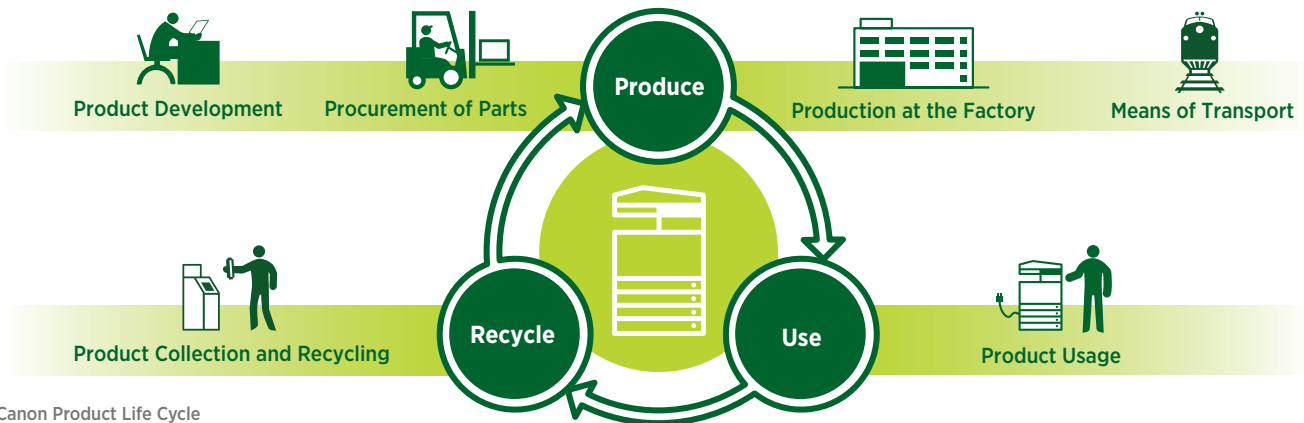 Produce
Product Development
Procurement of Parts
Production at the Factory
Means of Transport
Recycle
Use
Product Collection and Recycling
Product Usage
Canon Product Life Cycle